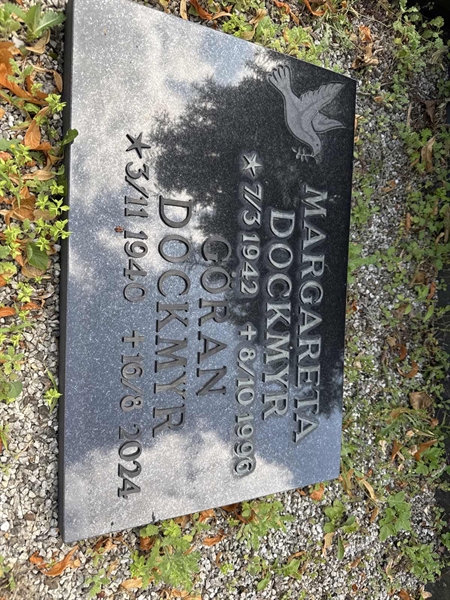 MARGARETA
DOCKMYR
★ 7/3 1942 ✝ 8/10 1996
GÖRAN
DOCKMYR
★ 3/11 1940 ✝ 16/8 2024